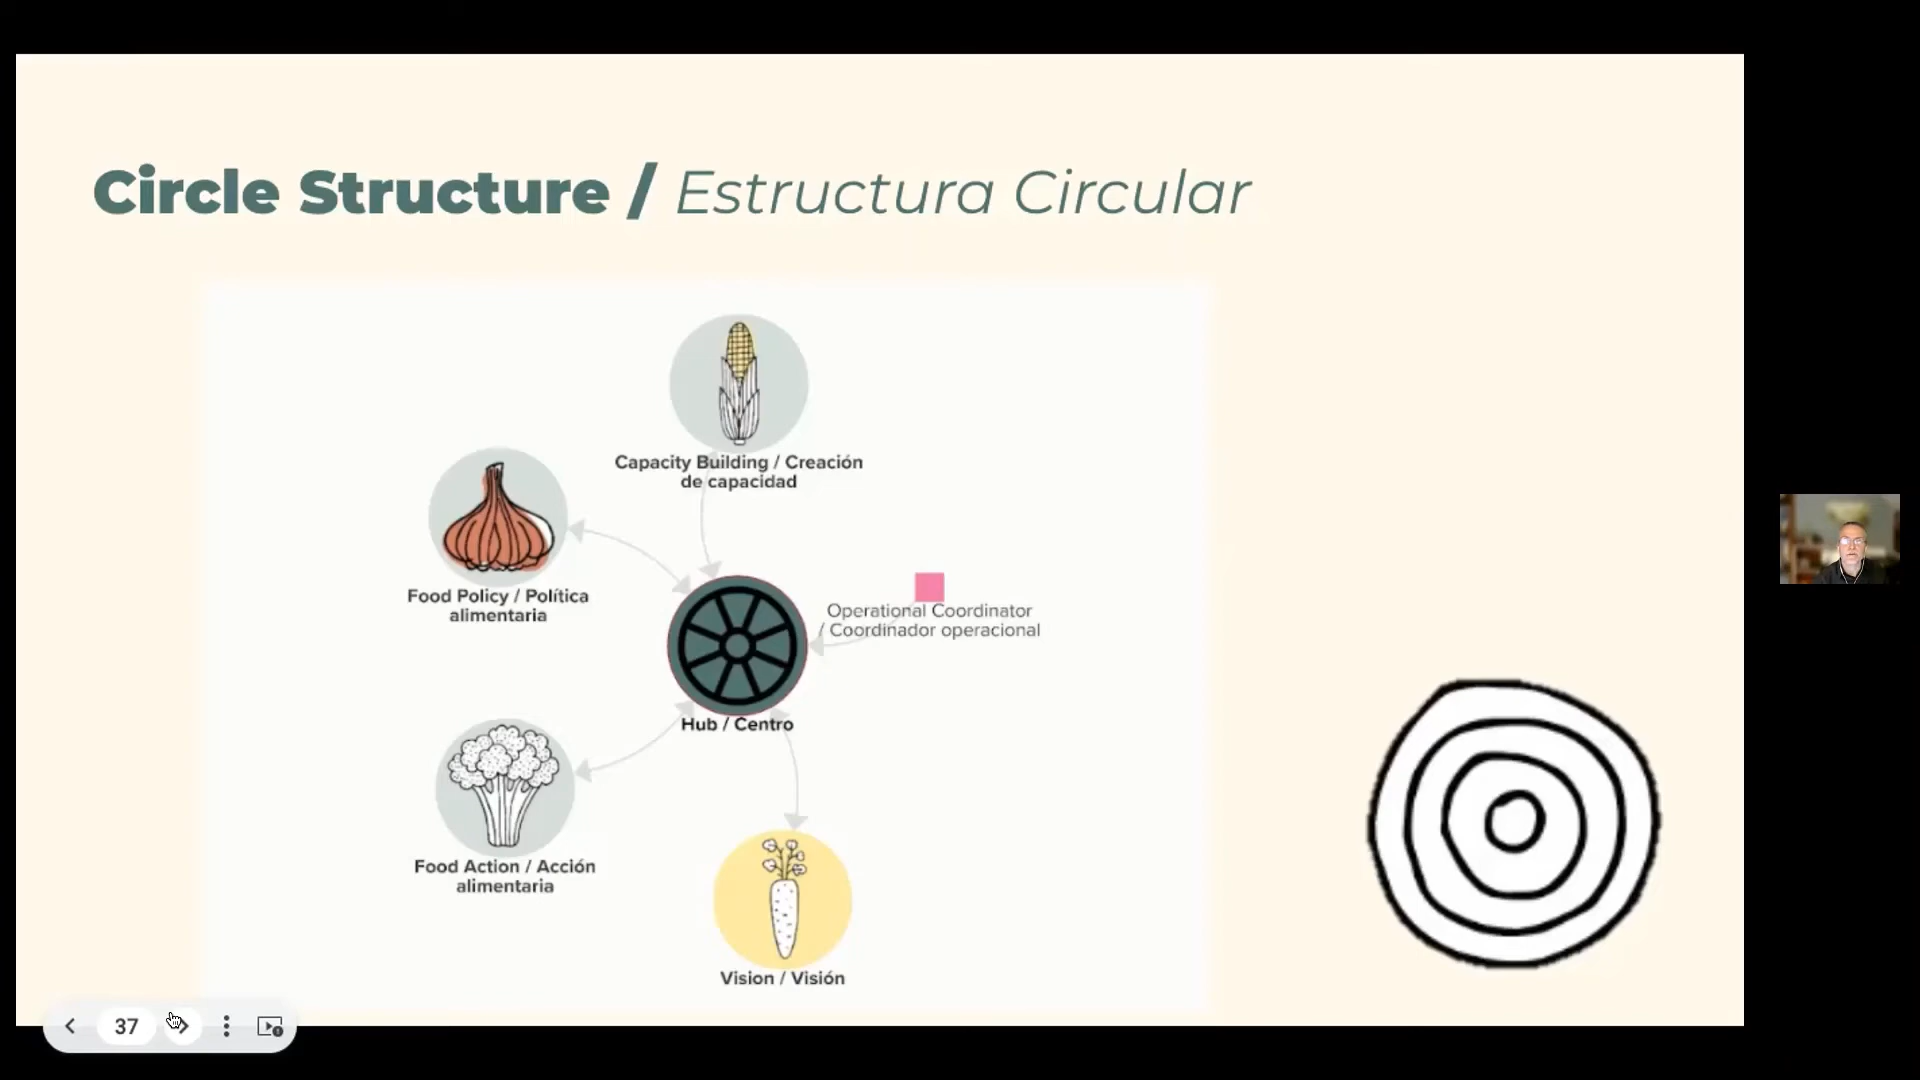 Circle Structure / Estructura Circular
Capacity Building / Creación
de capacidad
Food Policy / Política
alimentaria
Operational Coordinator
/ Coordinador operacional
Hub / Centro
Food Action / Acción
alimentaria
Vision / Visión
37